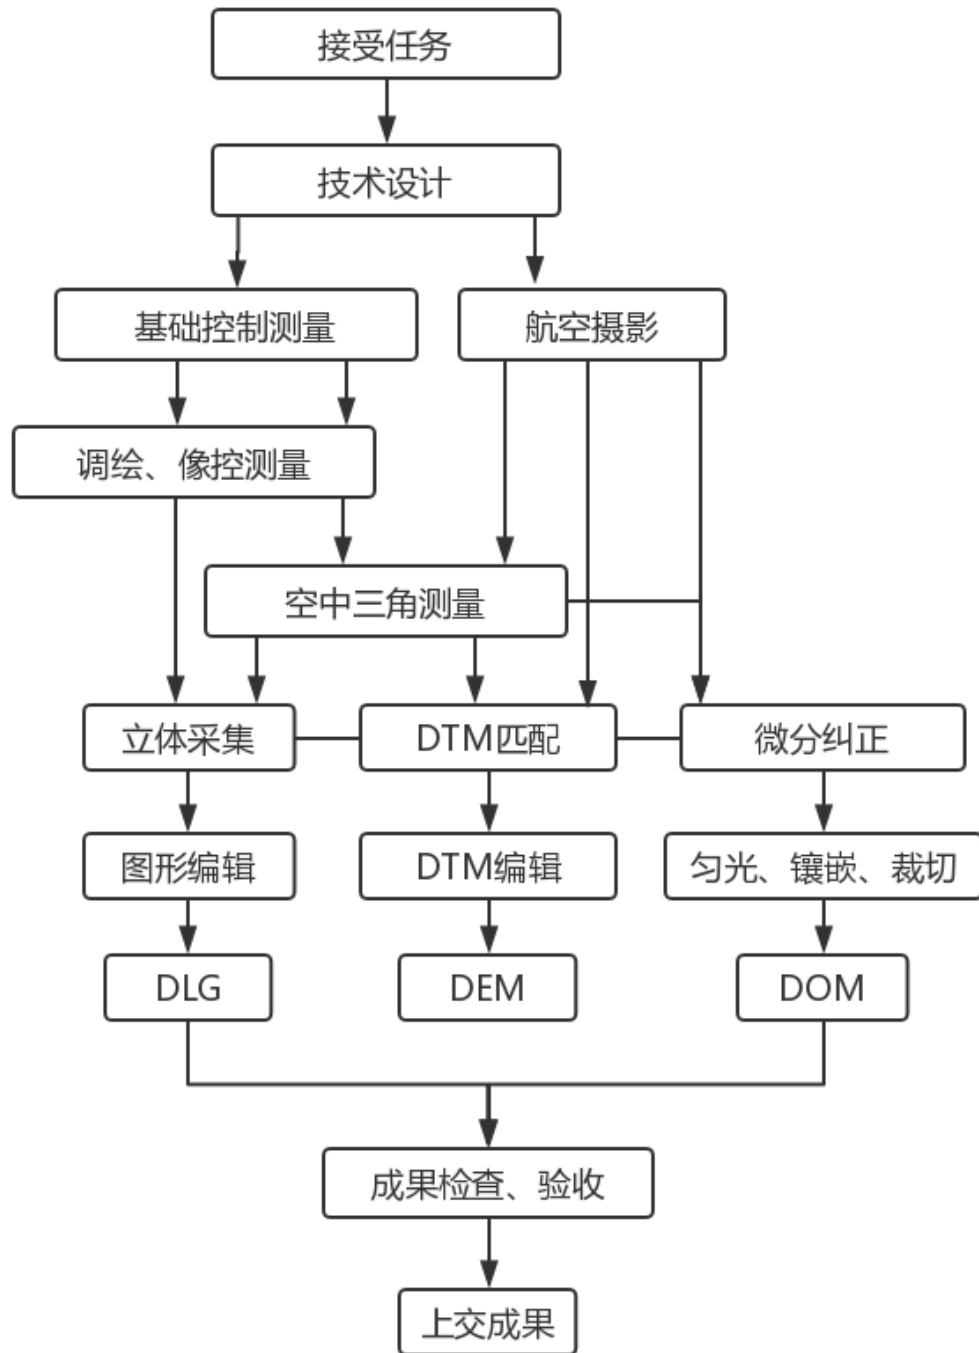 接受任务
技术设计
基础控制测量
航空摄影
调绘、像控测量
空中三角测量
立体采集
DTM匹配
微分纠正
图形编辑
DTM编辑
匀光、镶嵌、裁切
DLG
DEM
DOM
成果检查、验收
上交成果